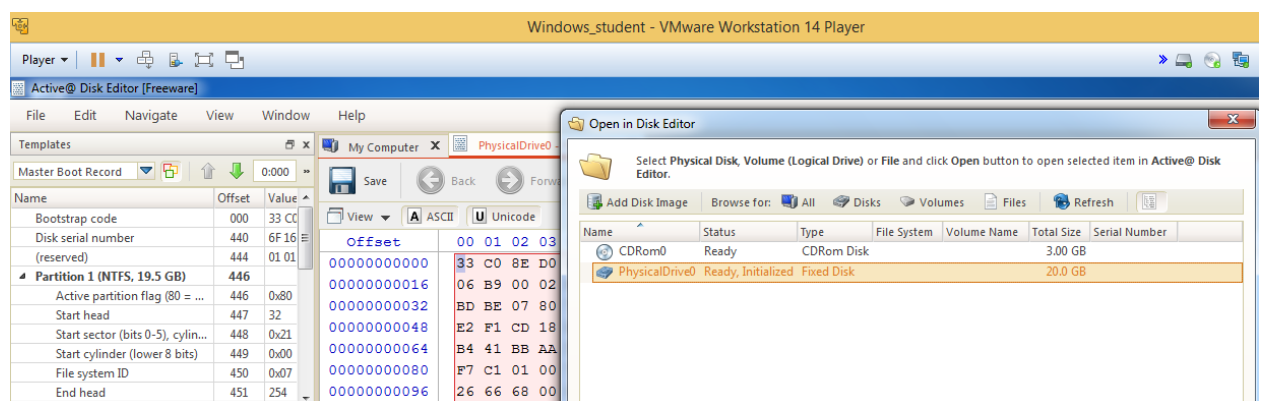 Windows_student - VMware Workstation 14 Player
Player
Active@ Disk Editor [Freeware]
File Edit Navigate View Window Help
Templates
Master Boot Record 0:000 »
Name Offset Value
Bootstrap code 000 33 C0
Disk serial number 440 6F 16
(reserved) 444 01 01
Partition 1 (NTFS, 19.5 GB) 446
Active partition flag (80 = ... 446 0x80
Start head 447 32
Start sector (bits 0-5), cylin... 448 0x21
Start cylinder (lower 8 bits) 449 0x00
File system ID 450 0x07
End head 451 254
My Computer X PhysicalDrive0 -
Save Back Forwa
View A ASCII U Unicode
Offset 00 01 02 03
00000000000 33 C0 8E D0
00000000016 06 B9 00 02
00000000032 BD BE 07 80
00000000048 E2 F1 CD 18
00000000064 B4 41 BB AA
00000000080 F7 C1 01 00
00000000096 26 66 68 00
Open in Disk Editor
Select Physical Disk, Volume (Logical Drive) or File and click Open button to open selected item in Active@ Disk
Editor.
Add Disk Image Browse for: All Disks Volumes Files Refresh
Name Status Type File System Volume Name Total Size Serial Number
CDRom0 Ready CDRom Disk 3.00 GB
PhysicalDrive0 Ready, Initialized Fixed Disk 20.0 GB